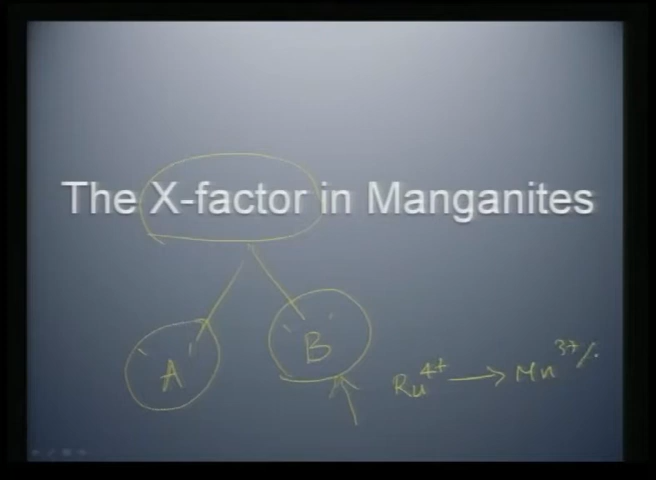 The X-factor in Manganites
'A' 'B'
Ru⁴⁺ → Mn³⁺/.